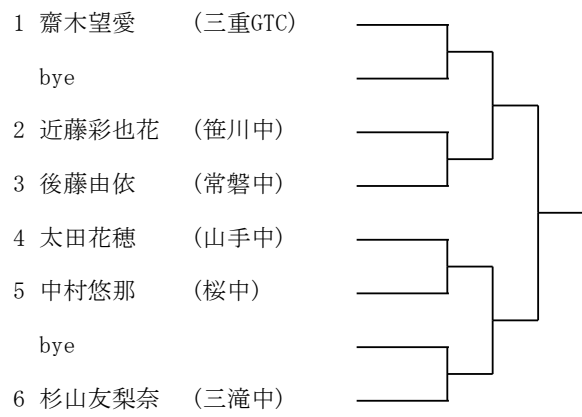 1 齋木望愛 (三重GTC)
bye
2 近藤彩也花 (笹川中)
3 後藤由依 (常磐中)
4 太田花穂 (山手中)
5 中村悠那 (桜中)
bye
6 杉山友梨奈 (三滝中)